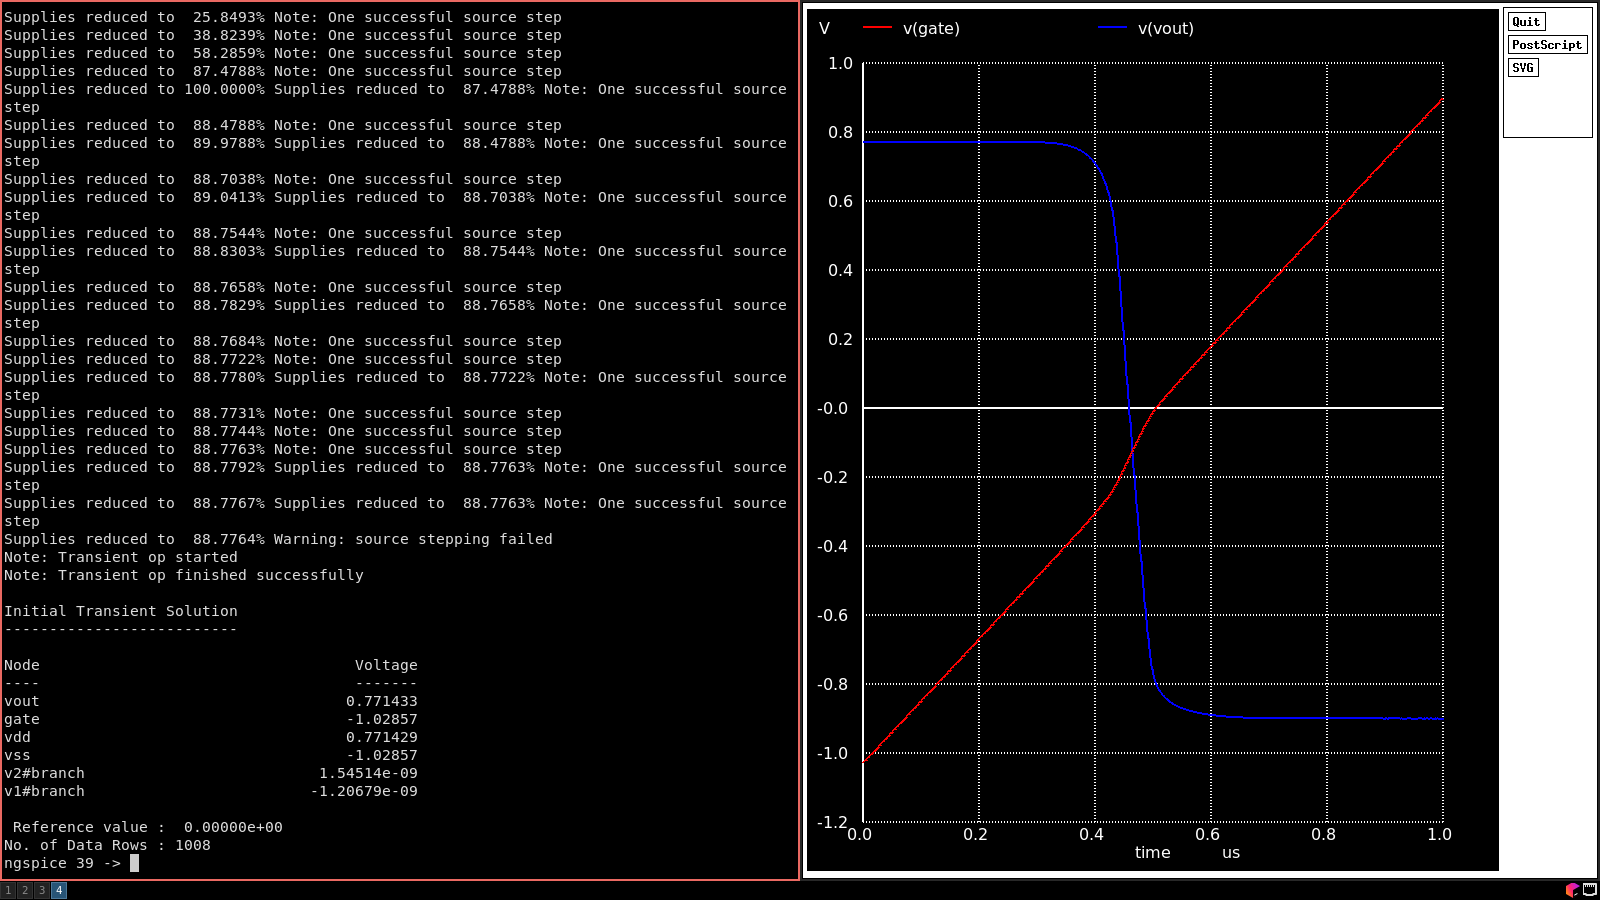 Supplies reduced to  25.8493% Note: One successful source step
Supplies reduced to  38.8239% Note: One successful source step
Supplies reduced to  58.2859% Note: One successful source step
Supplies reduced to  87.4788% Note: One successful source step
Supplies reduced to 100.0000% Supplies reduced to  87.4788% Note: One successful source
step
Supplies reduced to  88.4788% Note: One successful source step
Supplies reduced to  89.9788% Supplies reduced to  88.4788% Note: One successful source
step
Supplies reduced to  88.7038% Note: One successful source step
Supplies reduced to  89.0413% Supplies reduced to  88.7038% Note: One successful source
step
Supplies reduced to  88.7544% Note: One successful source step
Supplies reduced to  88.8303% Supplies reduced to  88.7544% Note: One successful source
step
Supplies reduced to  88.7658% Note: One successful source step
Supplies reduced to  88.7829% Supplies reduced to  88.7658% Note: One successful source
step
Supplies reduced to  88.7684% Note: One successful source step
Supplies reduced to  88.7722% Note: One successful source step
Supplies reduced to  88.7780% Supplies reduced to  88.7722% Note: One successful source
step
Supplies reduced to  88.7731% Note: One successful source step
Supplies reduced to  88.7744% Note: One successful source step
Supplies reduced to  88.7763% Note: One successful source step
Supplies reduced to  88.7792% Supplies reduced to  88.7763% Note: One successful source
step
Supplies reduced to  88.7767% Supplies reduced to  88.7763% Note: One successful source
step
Supplies reduced to  88.7764% Warning: source stepping failed
Note: Transient op started
Note: Transient op finished successfully
Initial Transient Solution
--------------------------
Node Voltage
---- -------
vout 0.771433
gate -1.02857
vdd 0.771429
vss -1.02857
v2#branch 1.54514e-09
v1#branch -1.20679e-09
Reference value :  0.00000e+00
No. of Data Rows : 1008
ngspice 39 ->
1 2 3 4
V v(gate) v(vout)
1.0
0.8
0.6
0.4
0.2
-0.0
-0.2
-0.4
-0.6
-0.8
-1.0
-1.2
0.0 0.2 0.4 0.6 0.8 1.0
time us
Quit
PostScript
SVG